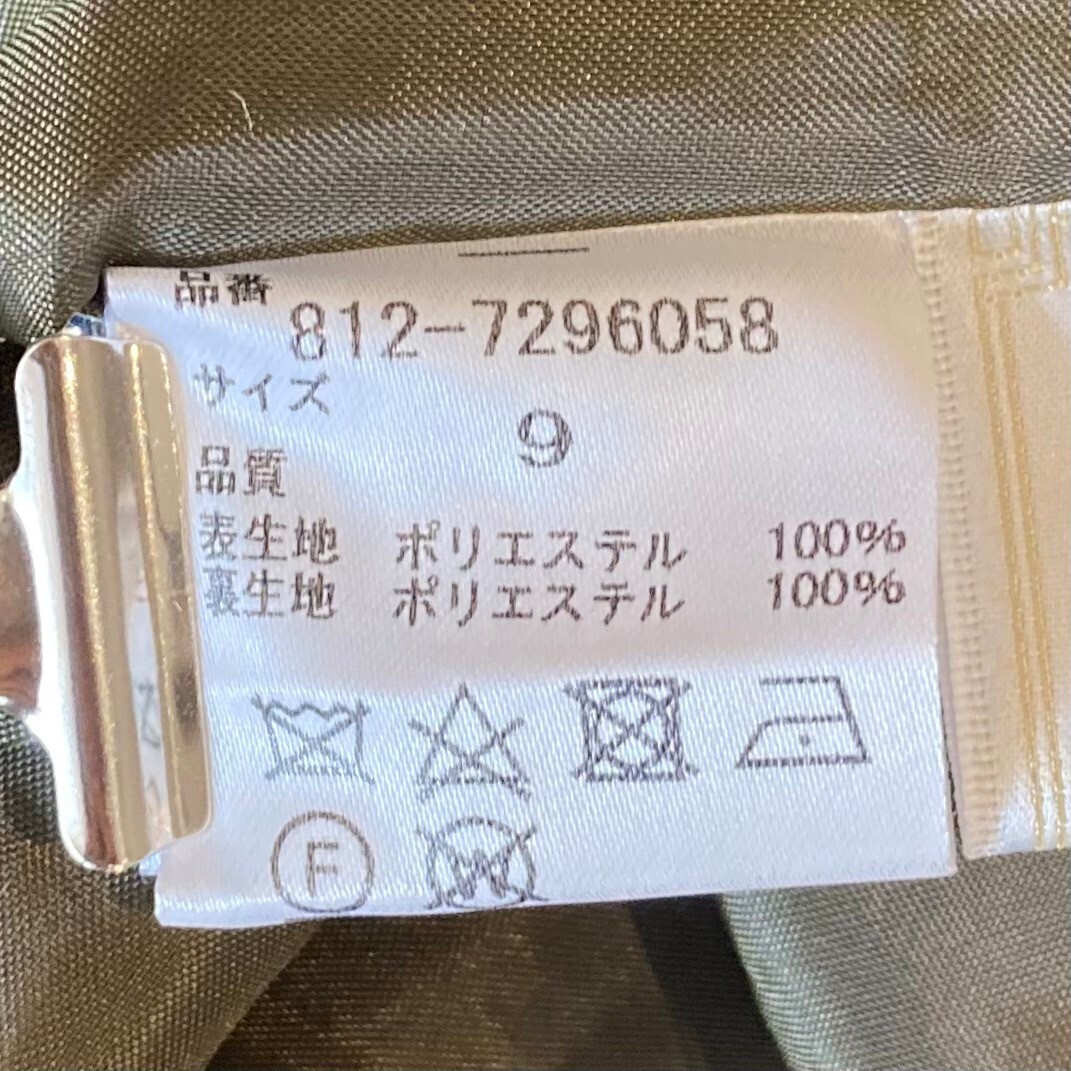 品番
812-7296058
サイズ
9
品質
表生地 ポリエステル 100%
裏生地 ポリエステル 100%
F
W